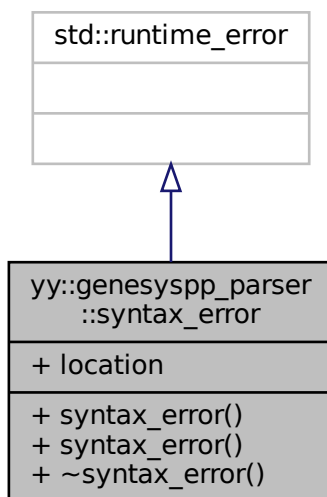 std::runtime_error
yy::genesyspp_parser
::syntax_error
+ location
+ syntax_error()
+ syntax_error()
+ ~syntax_error()